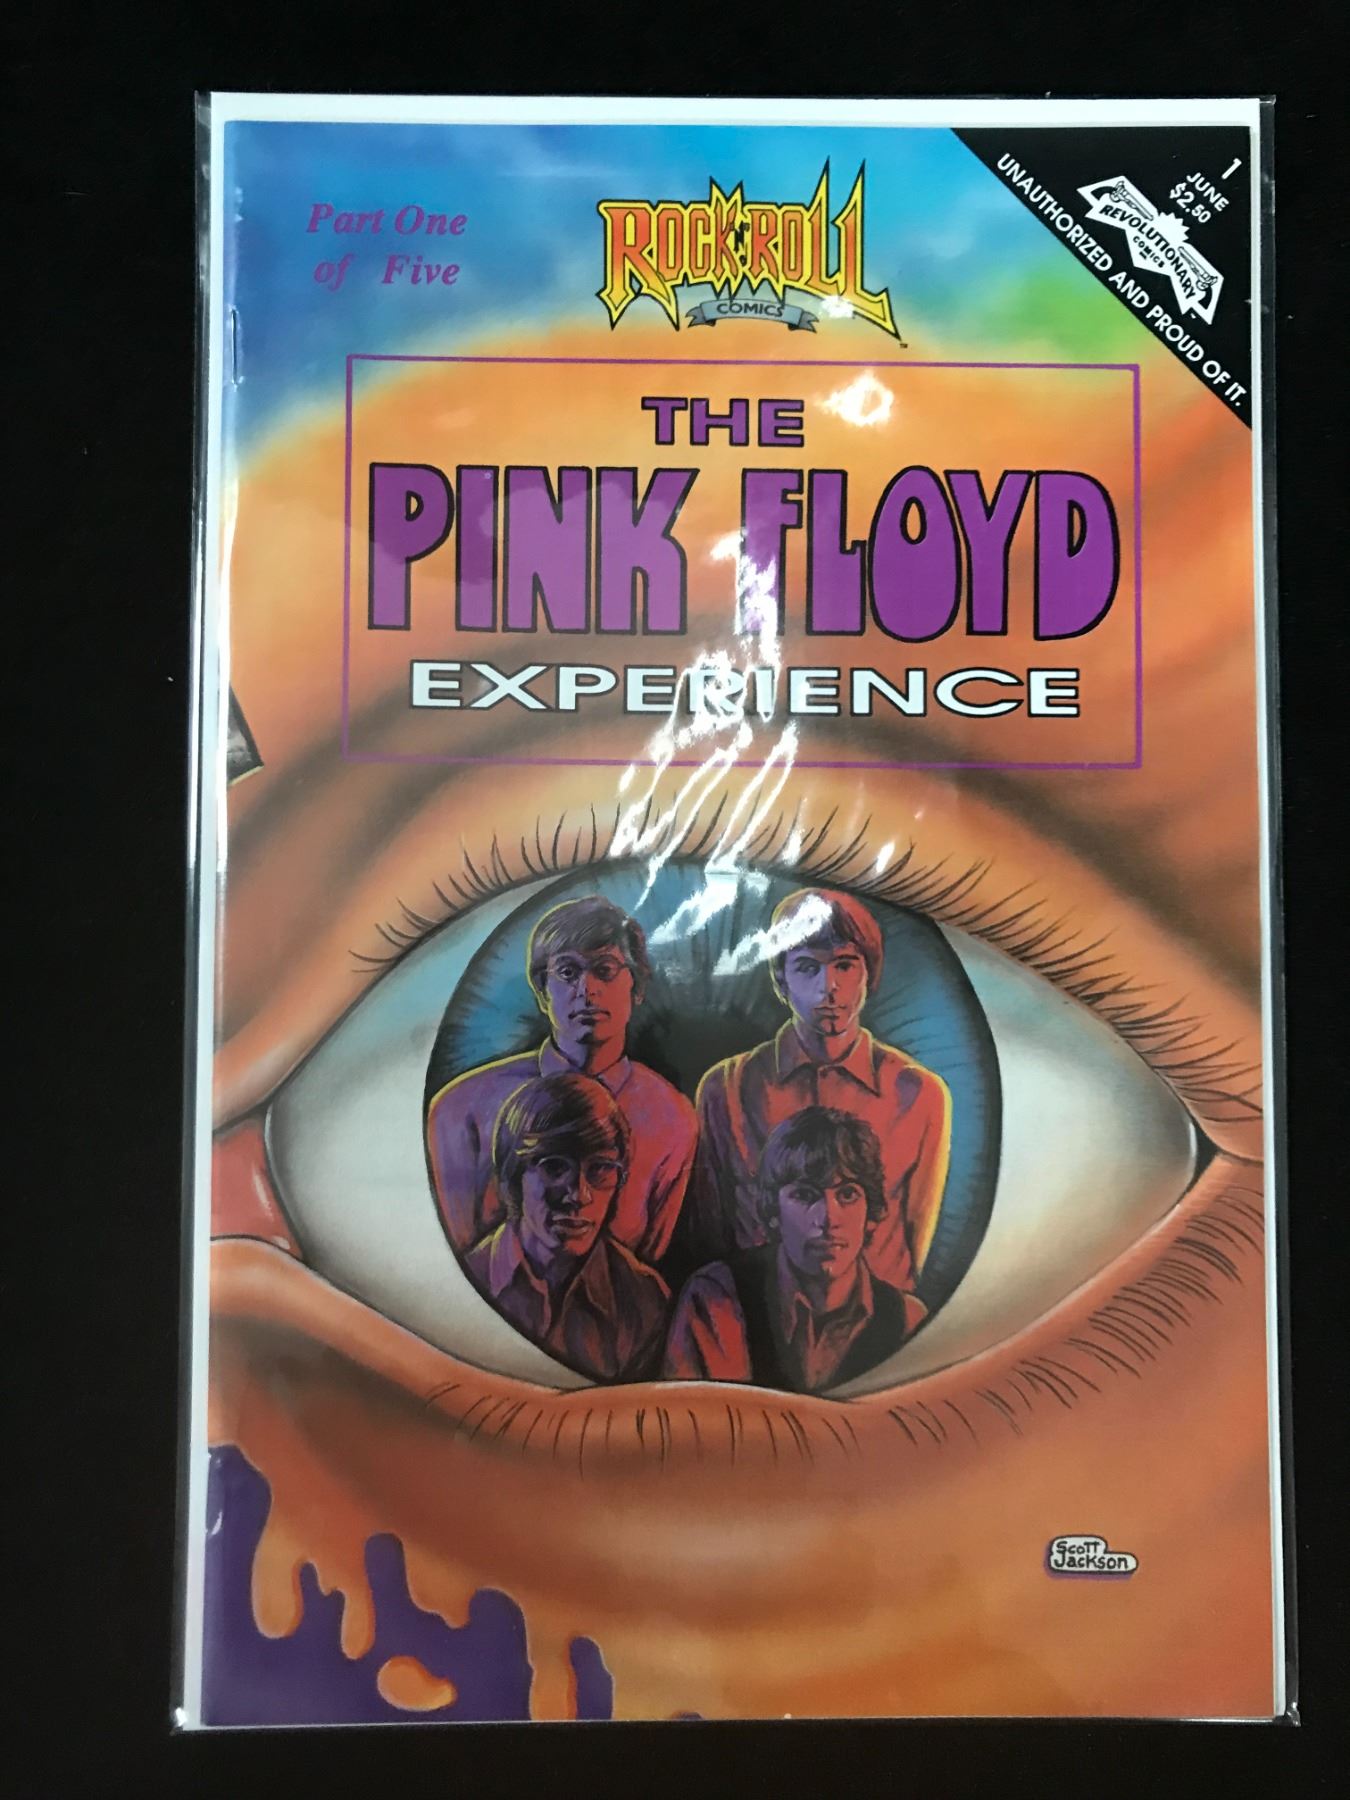 Part One
of Five
ROCK 'N' ROLL
COMICS
™
1
JUNE
$2.50
REVOLUTIONARY
COMICS
UNAUTHORIZED AND PROUD OF IT.
THE
PINK FLOYD
EXPERIENCE
Scott
Jackson